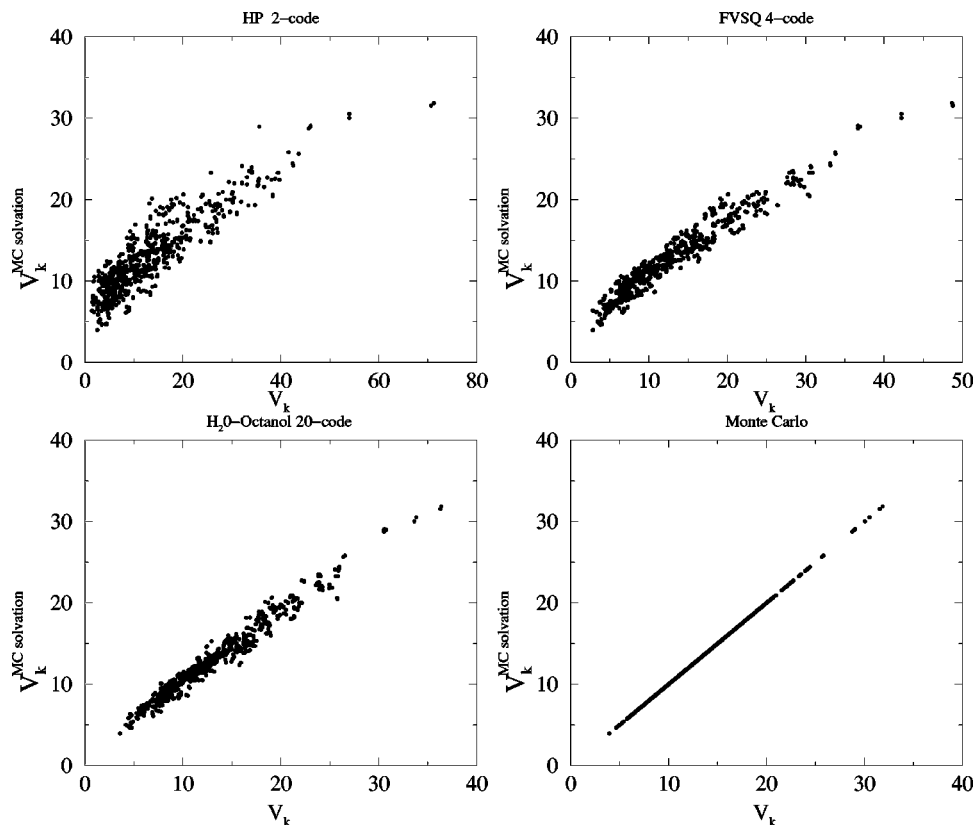 HP 2-code
40
30
20
10
0
V_k^MC solvation
0 20 40 60 80
V_k
FVSQ 4-code
40
30
20
10
0
V_k^MC solvation
0 10 20 30 40 50
V_k
H_20-Octanol 20-code
40
30
20
10
0
V_k^MC solvation
0 10 20 30 40
V_k
Monte Carlo
40
30
20
10
0
V_k^MC solvation
0 10 20 30 40
V_k